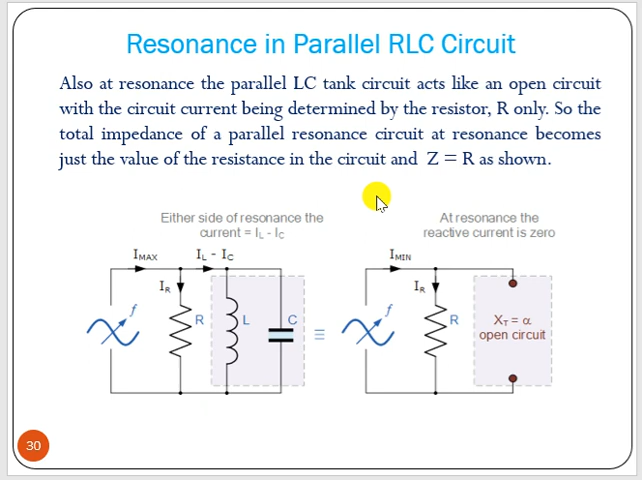 Resonance in Parallel RLC Circuit
Also at resonance the parallel LC tank circuit acts like an open circuit
with the circuit current being determined by the resistor, R only. So the
total impedance of a parallel resonance circuit at resonance becomes
just the value of the resistance in the circuit and Z = R as shown.
Either side of resonance the
current = IL - IC
At resonance the
reactive current is zero
IMAX
IL - IC
IMIN
IR
IR
f
R
L
C
≡
f
R
XT = α
open circuit
30